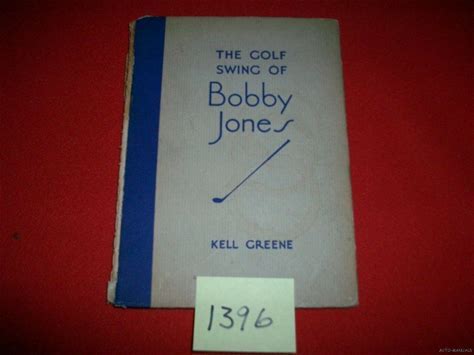 THE GOLF
SWING OF
Bobby
Jones
KELL GREENE
1396